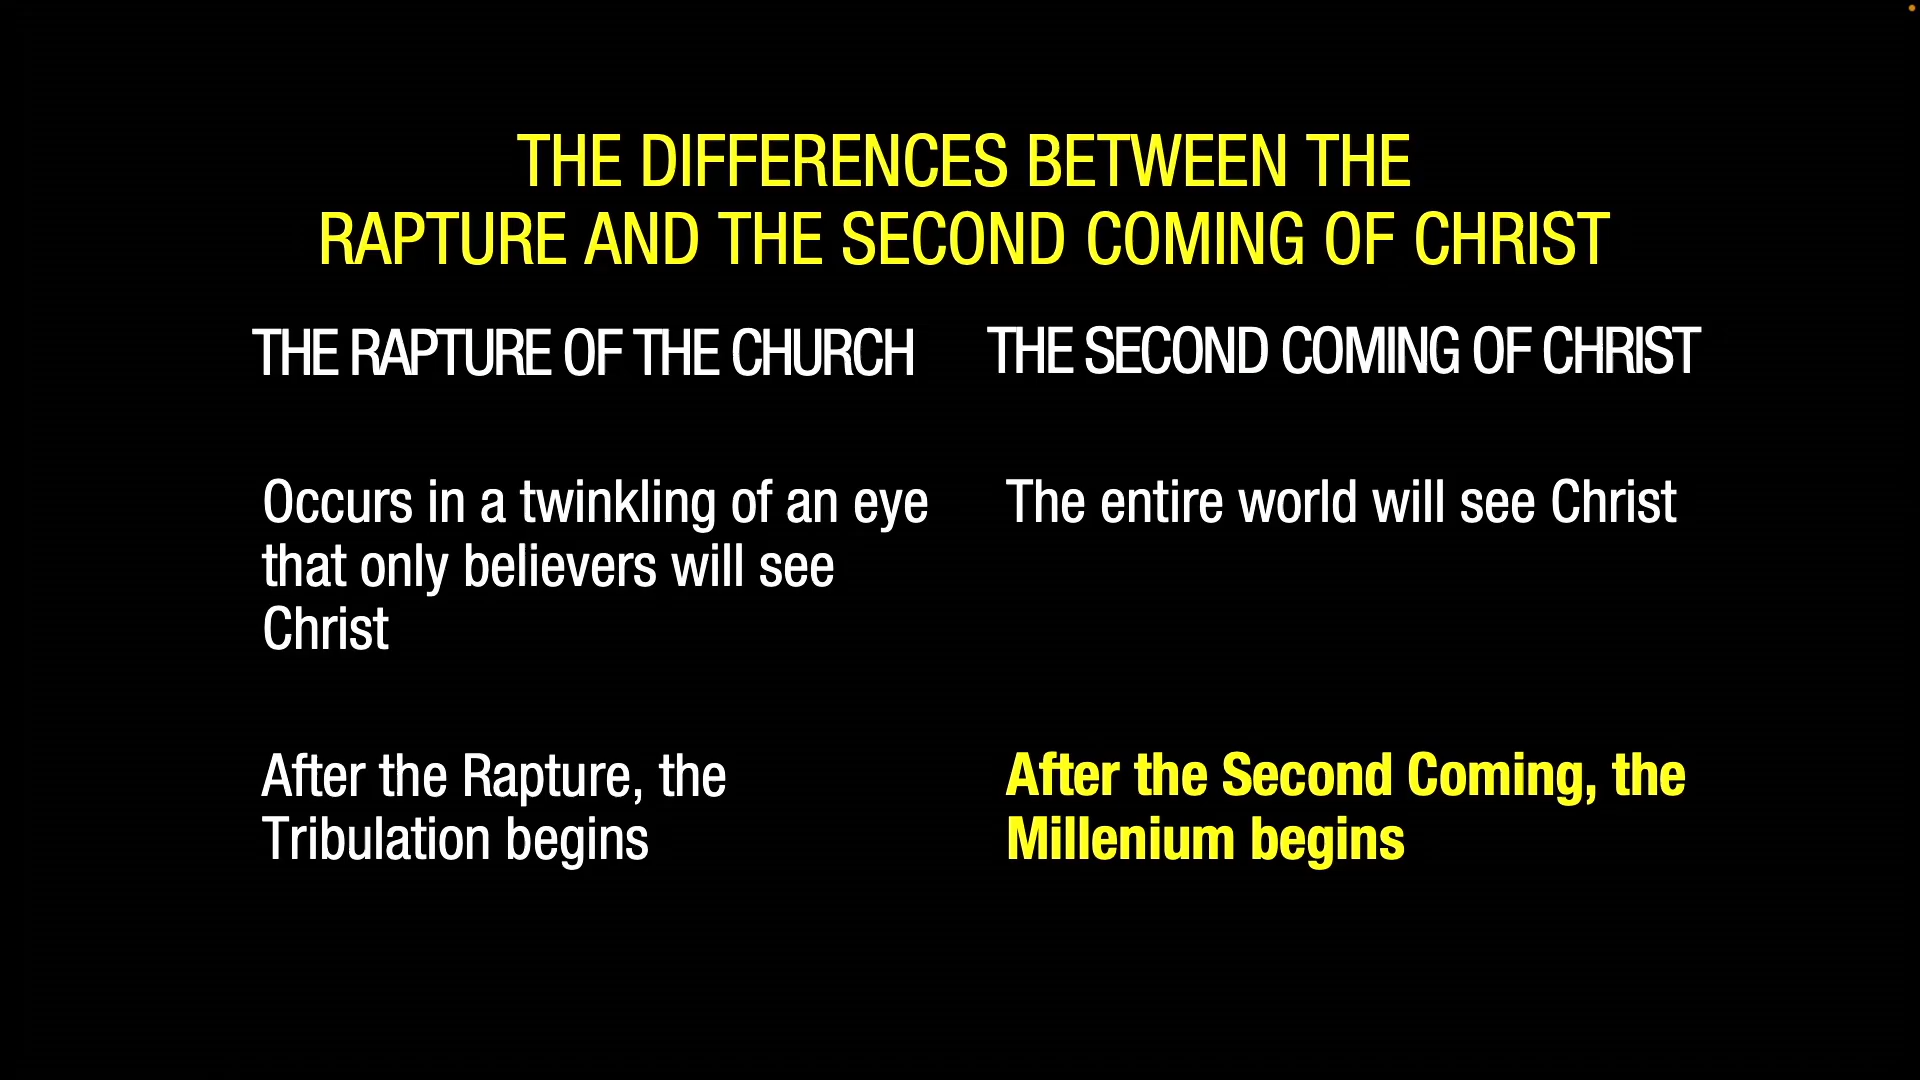 THE DIFFERENCES BETWEEN THE
RAPTURE AND THE SECOND COMING OF CHRIST
THE RAPTURE OF THE CHURCH
THE SECOND COMING OF CHRIST
Occurs in a twinkling of an eye
that only believers will see
Christ
The entire world will see Christ
After the Rapture, the
Tribulation begins
After the Second Coming, the
Millenium begins